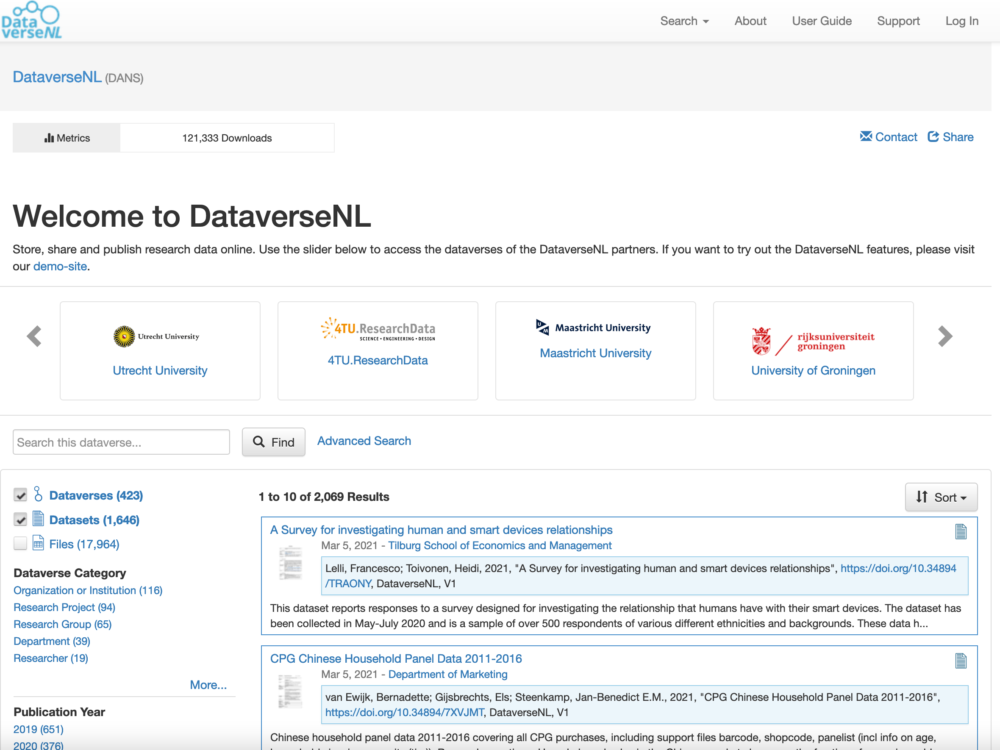 Data
verseNL
Search
About
User Guide
Support
Log In
DataverseNL (DANS)
Metrics
121,333 Downloads
Contact
Share
Welcome to DataverseNL
Store, share and publish research data online. Use the slider below to access the dataverses of the DataverseNL partners. If you want to try out the DataverseNL features, please visit
our demo-site.
Utrecht University
Utrecht University
4TU.ResearchData
SCIENCE • ENGINEERING • DESIGN
4TU.ResearchData
U
M
Maastricht University
Maastricht University
rijksuniversiteit
groningen
University of Groningen
Search this dataverse...
Find
Advanced Search
Dataverses (423)
Datasets (1,646)
Files (17,964)
Dataverse Category
Organization or Institution (116)
Research Project (94)
Research Group (65)
Department (39)
Researcher (19)
More...
Publication Year
2019 (651)
2020 (376)
1 to 10 of 2,069 Results
Sort
A Survey for investigating human and smart devices relationships
Mar 5, 2021 - Tilburg School of Economics and Management
Lelli, Francesco; Toivonen, Heidi, 2021, "A Survey for investigating human and smart devices relationships", https://doi.org/10.34894
/TRAONY, DataverseNL, V1
This dataset reports responses to a survey designed for investigating the relationship that humans have with their smart devices. The dataset has
been collected in May-July 2020 and is a sample of over 500 respondents of various different ethnicities and backgrounds. These data h...
CPG Chinese Household Panel Data 2011-2016
Mar 5, 2021 - Department of Marketing
van Ewijk, Bernadette; Gijsbrechts, Els; Steenkamp, Jan-Benedict E.M., 2021, "CPG Chinese Household Panel Data 2011-2016",
https://doi.org/10.34894/7XVJMT, DataverseNL, V1
Chinese household panel data 2011-2016 covering all CPG purchases, including support files barcode, shopcode, panelist (incl info on age,